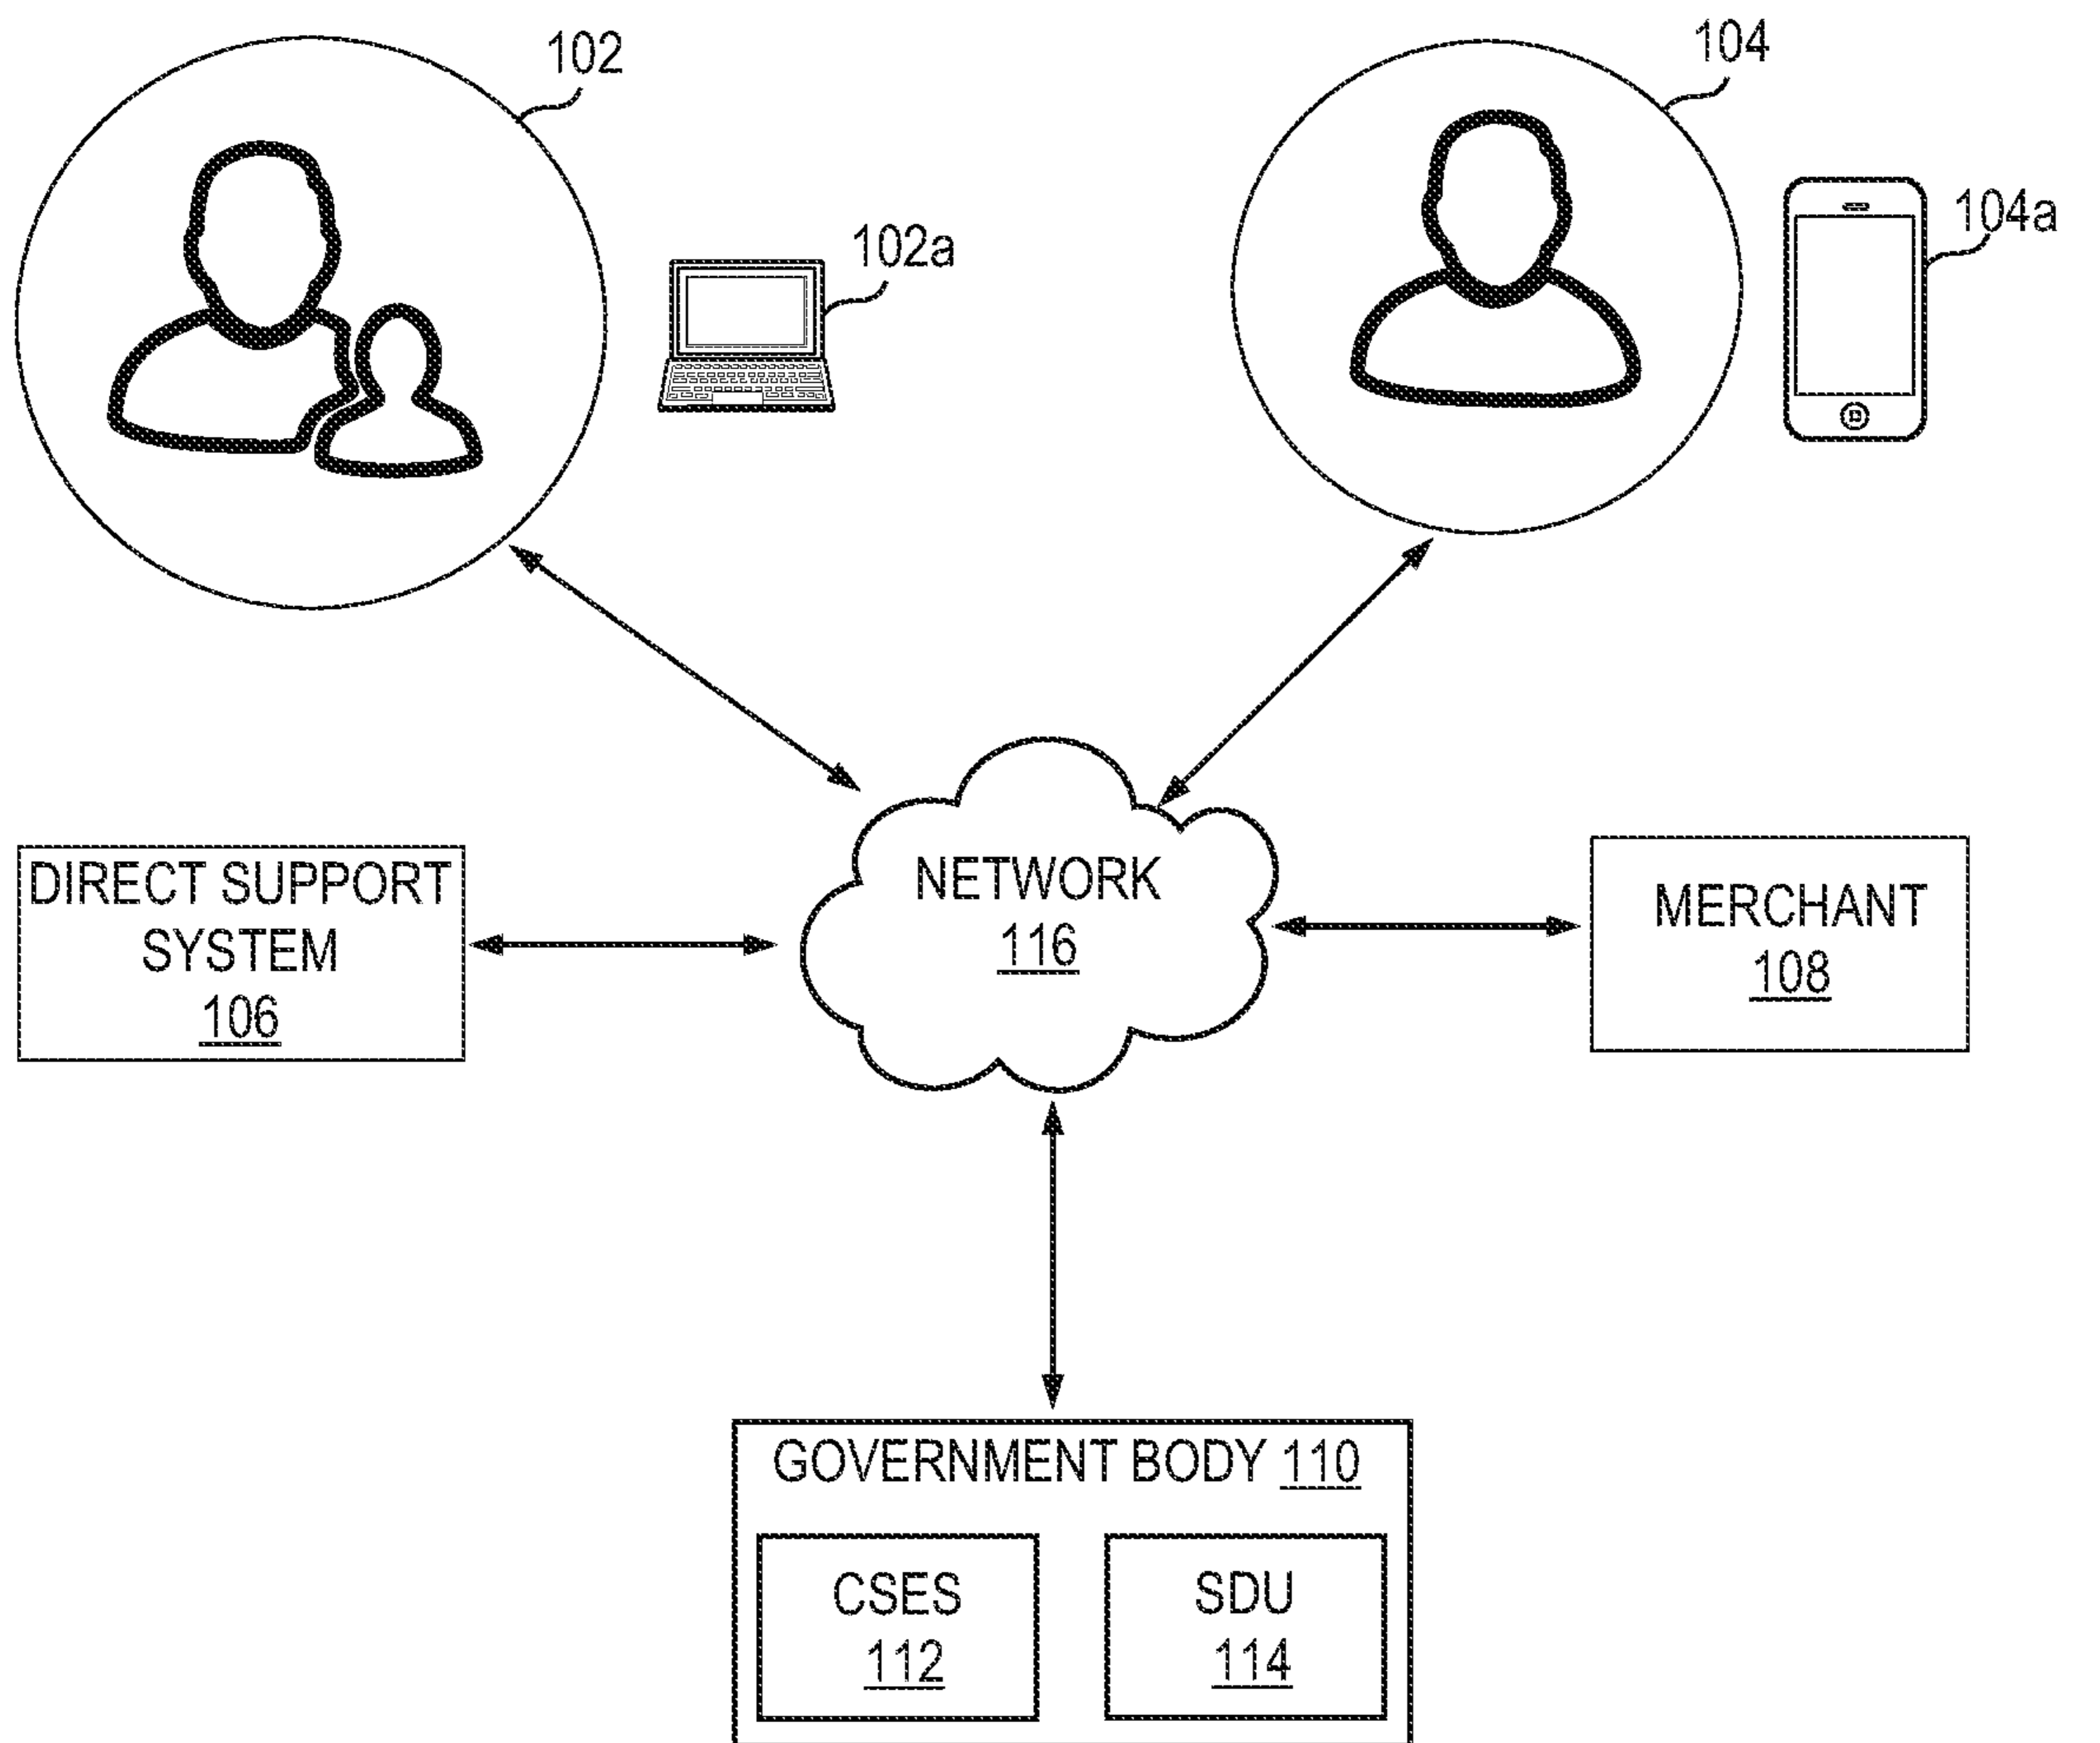 102
104
102a
104a
DIRECT SUPPORT
SYSTEM
106
NETWORK
116
MERCHANT
108
GOVERNMENT BODY 110
CSES
112
SDU
114